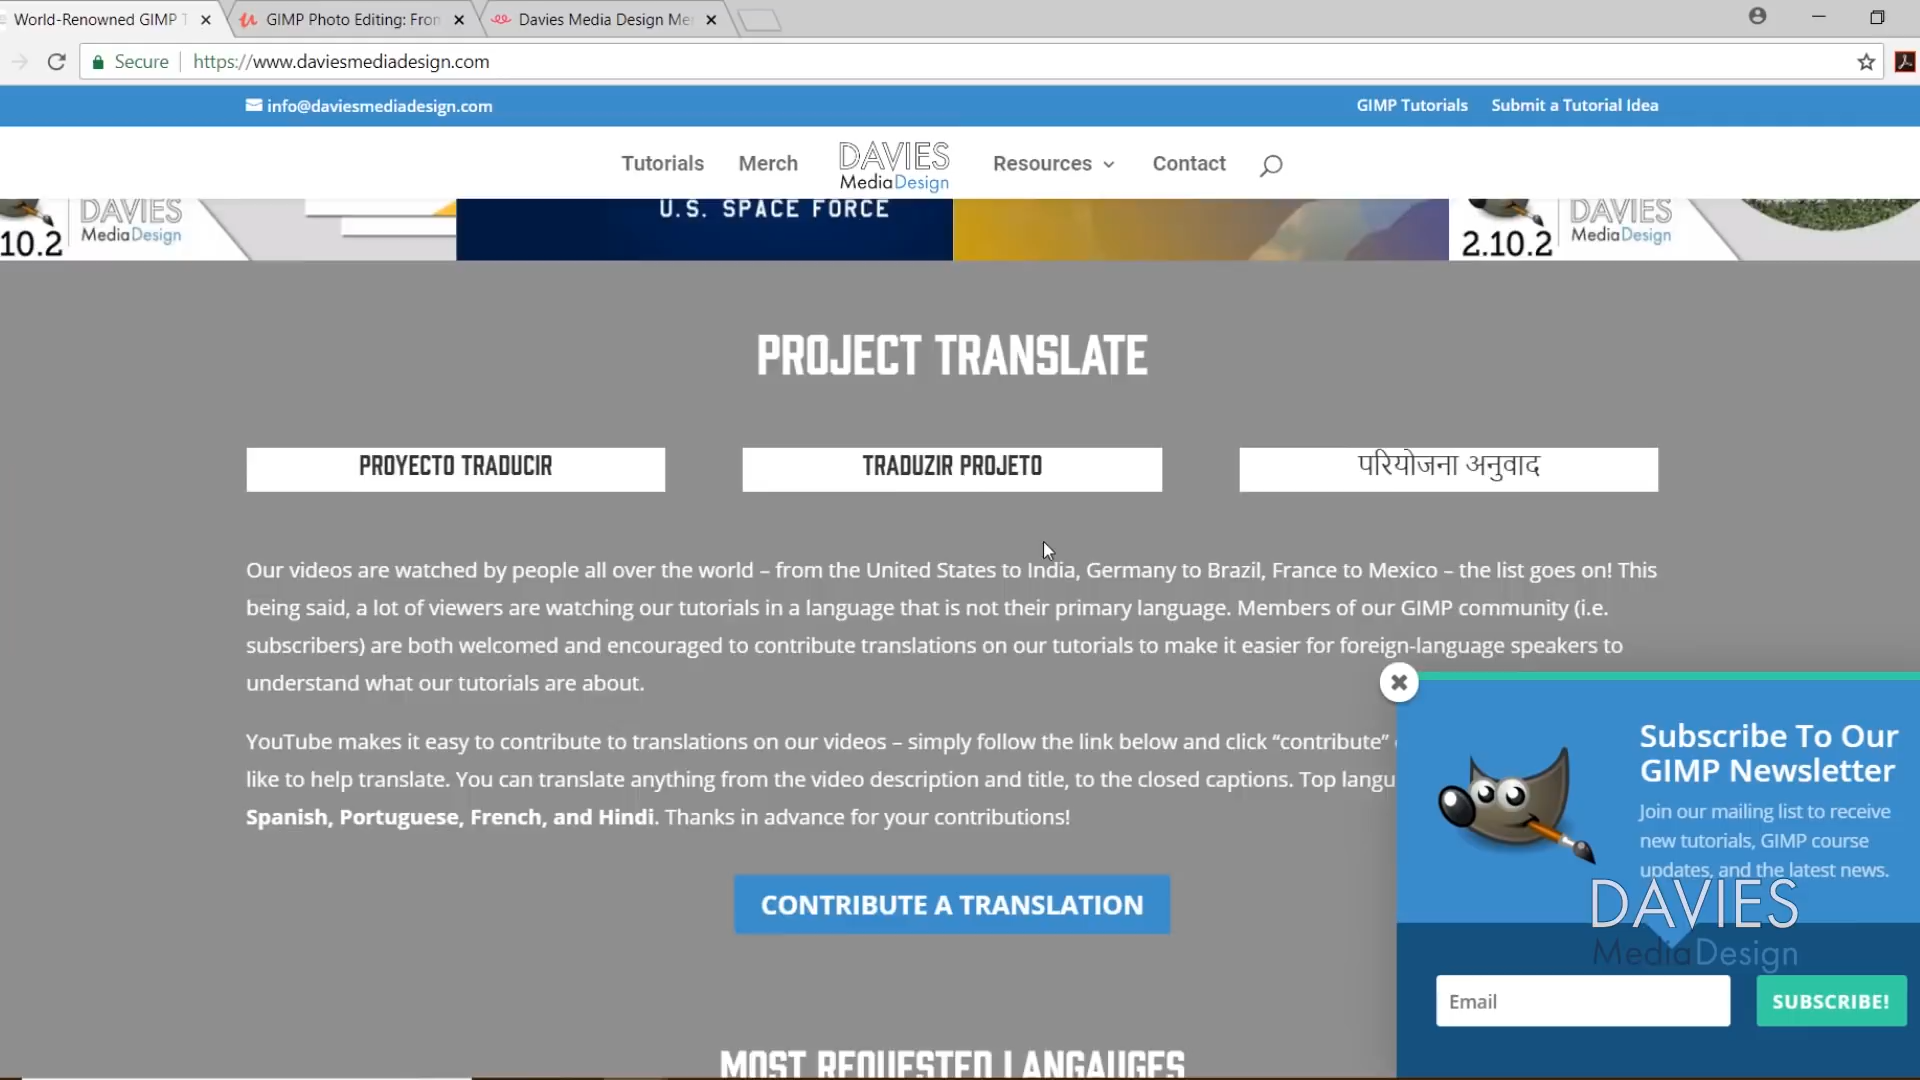 World-Renowned GIMP T
GIMP Photo Editing: From
Davies Media Design Me
Secure
https://www.daviesmediadesign.com
info@daviesmediadesign.com
GIMP Tutorials
Submit a Tutorial Idea
Tutorials
Merch
DAVIES
MediaDesign
Resources
Contact
DAVIES
MediaDesign
10.2
U.S. SPACE FORCE
DAVIES
MediaDesign
2.10.2
PROJECT TRANSLATE
PROYECTO TRADUCIR
TRADUZIR PROJETO
परियोजना अनुवाद
Our videos are watched by people all over the world – from the United States to India, Germany to Brazil, France to Mexico – the list goes on! This
being said, a lot of viewers are watching our tutorials in a language that is not their primary language. Members of our GIMP community (i.e.
subscribers) are both welcomed and encouraged to contribute translations on our tutorials to make it easier for foreign-language speakers to
understand what our tutorials are about.
YouTube makes it easy to contribute to translations on our videos – simply follow the link below and click “contribute”
like to help translate. You can translate anything from the video description and title, to the closed captions. Top langu
Spanish, Portuguese, French, and Hindi. Thanks in advance for your contributions!
CONTRIBUTE A TRANSLATION
MOST REQUESTED LANGAUGES
Subscribe To Our
GIMP Newsletter
Join our mailing list to receive
new tutorials, GIMP course
updates, and the latest news.
DAVIES
MediaDesign
Email
SUBSCRIBE!